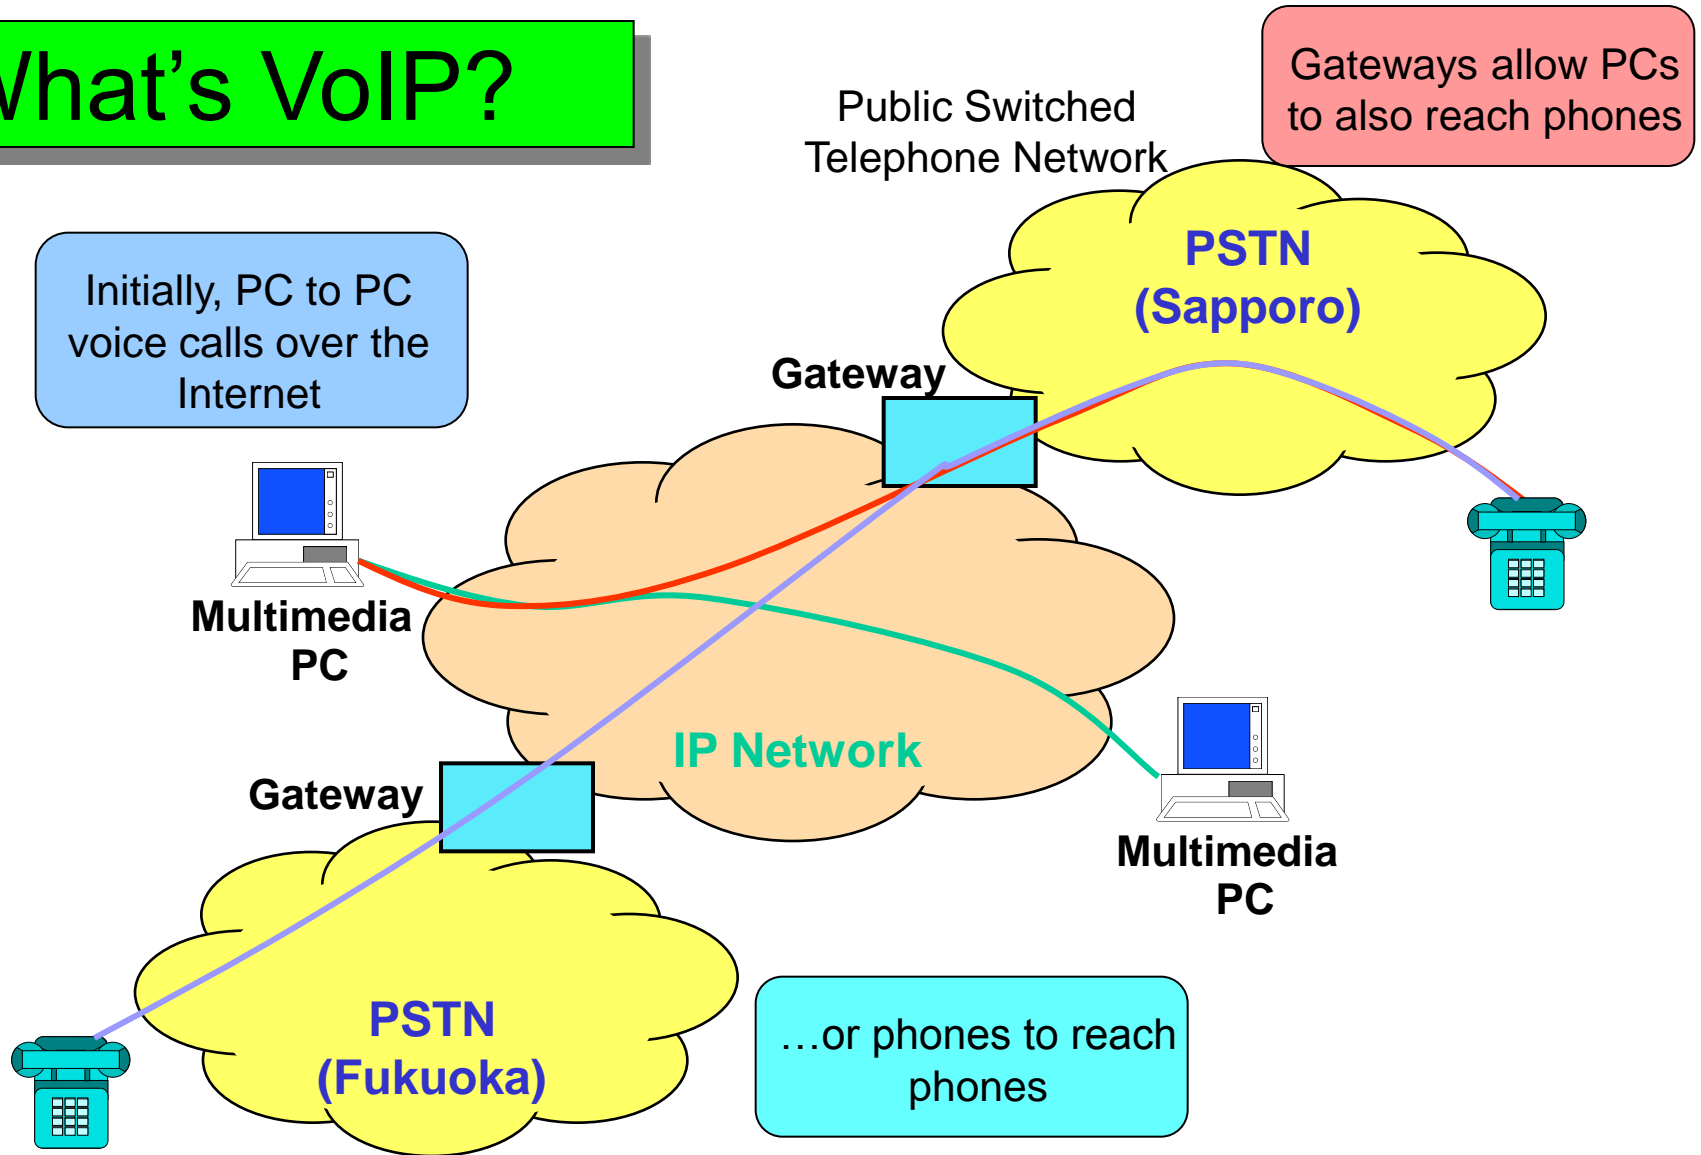 What's VoIP?
Public Switched
Telephone Network
Gateways allow PCs
to also reach phones
Initially, PC to PC
voice calls over the
Internet
PSTN
(Sapporo)
Gateway
Multimedia
PC
IP Network
Gateway
Multimedia
PC
PSTN
(Fukuoka)
…or phones to reach
phones